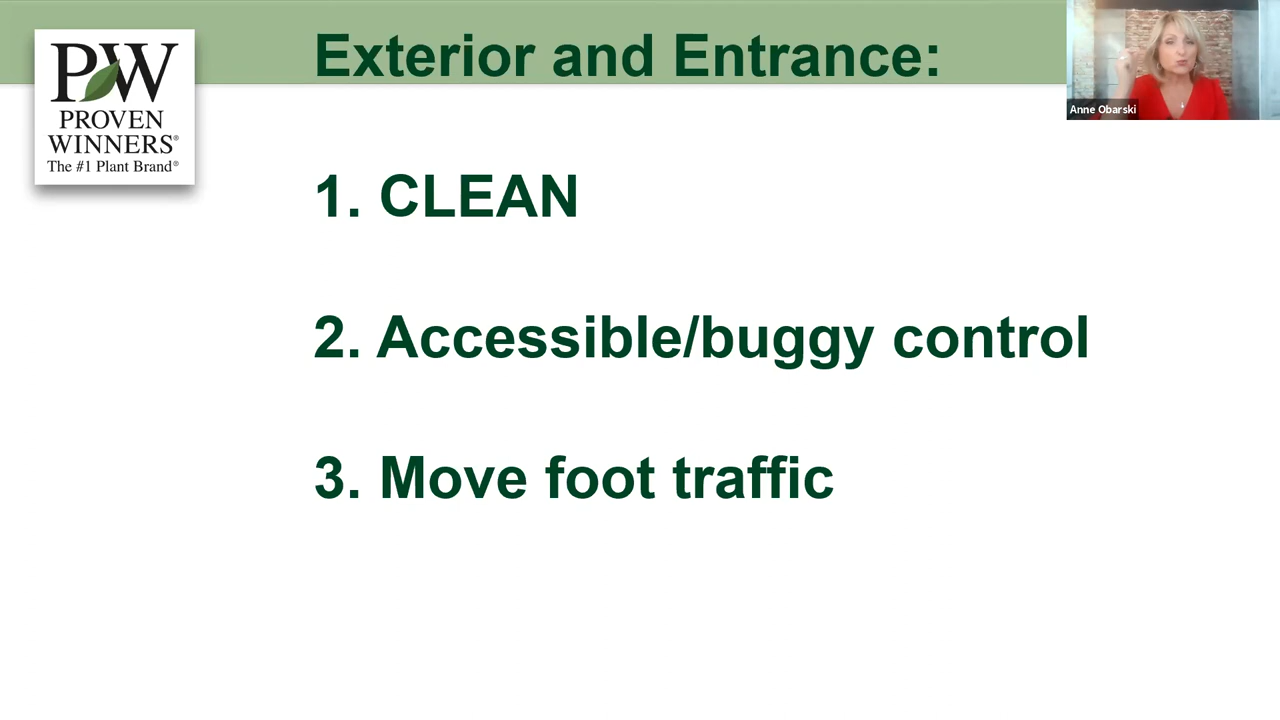 Exterior and Entrance:
PW
PROVEN
WINNERS®
The #1 Plant Brand®
Anne Obarski
1. CLEAN
2. Accessible/buggy control
3. Move foot traffic